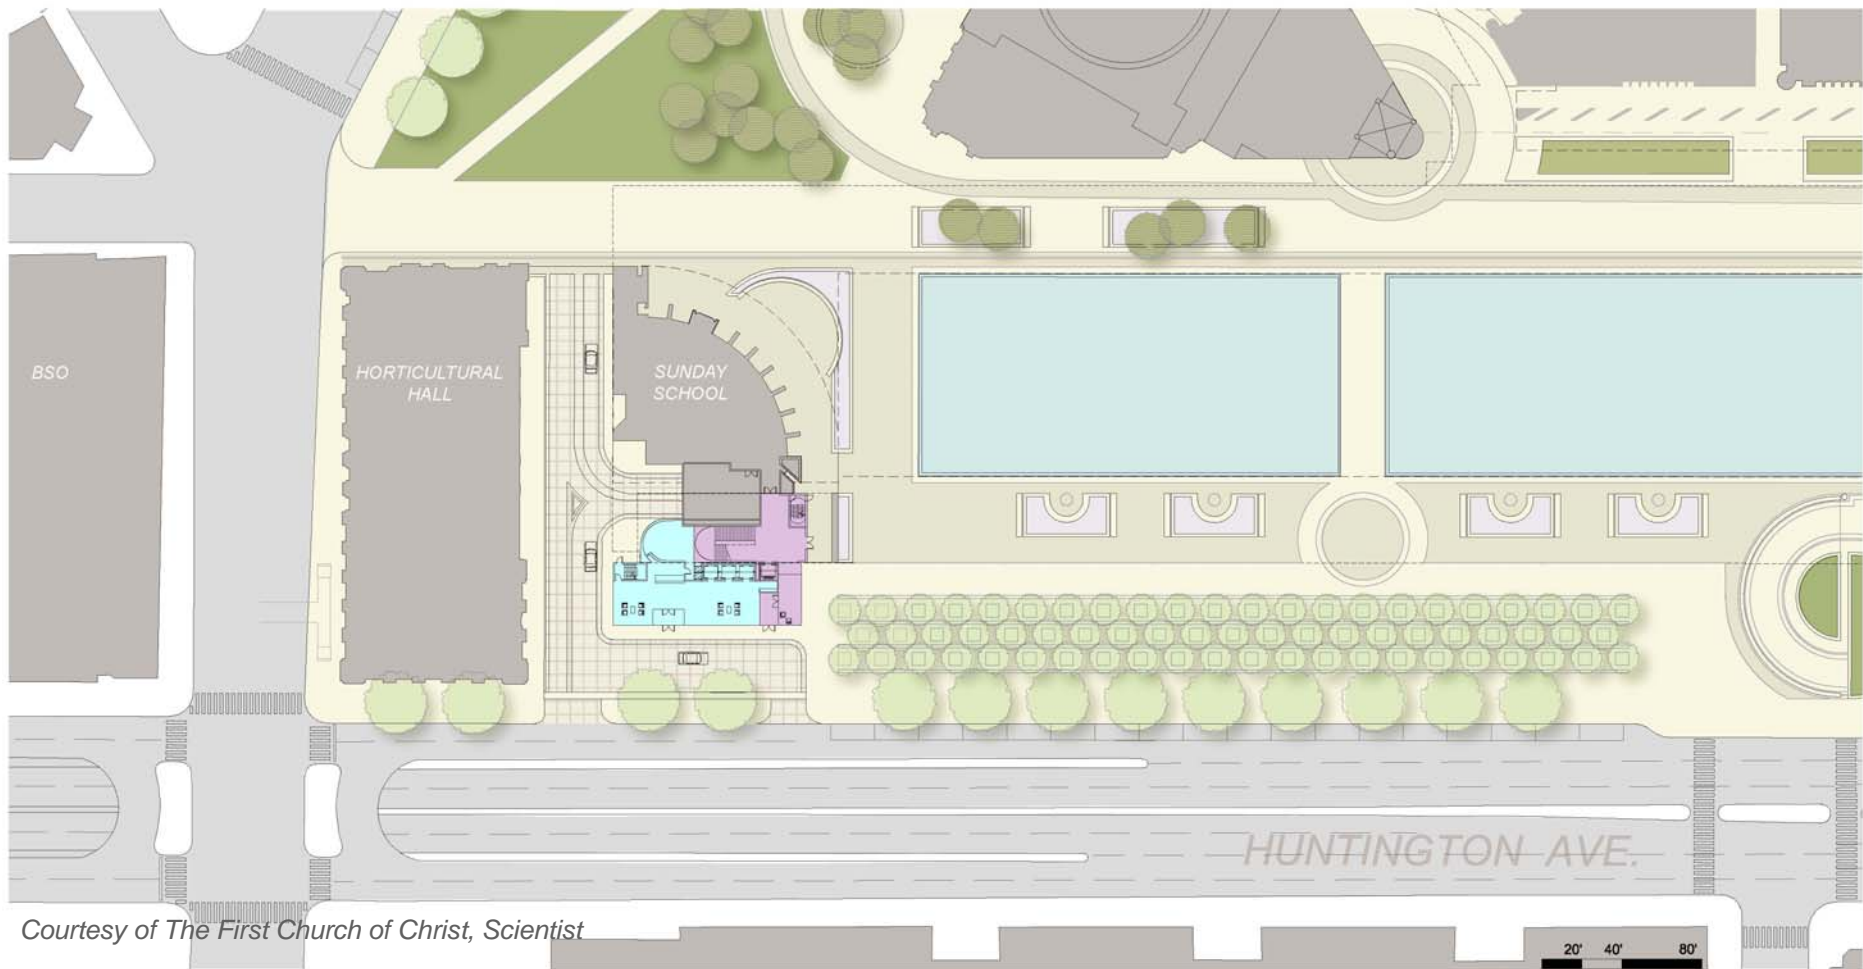 BSO
HORTICULTURAL
HALL
SUNDAY
SCHOOL
HUNTINGTON AVE.
Courtesy of The First Church of Christ, Scientist
20' 40' 80'